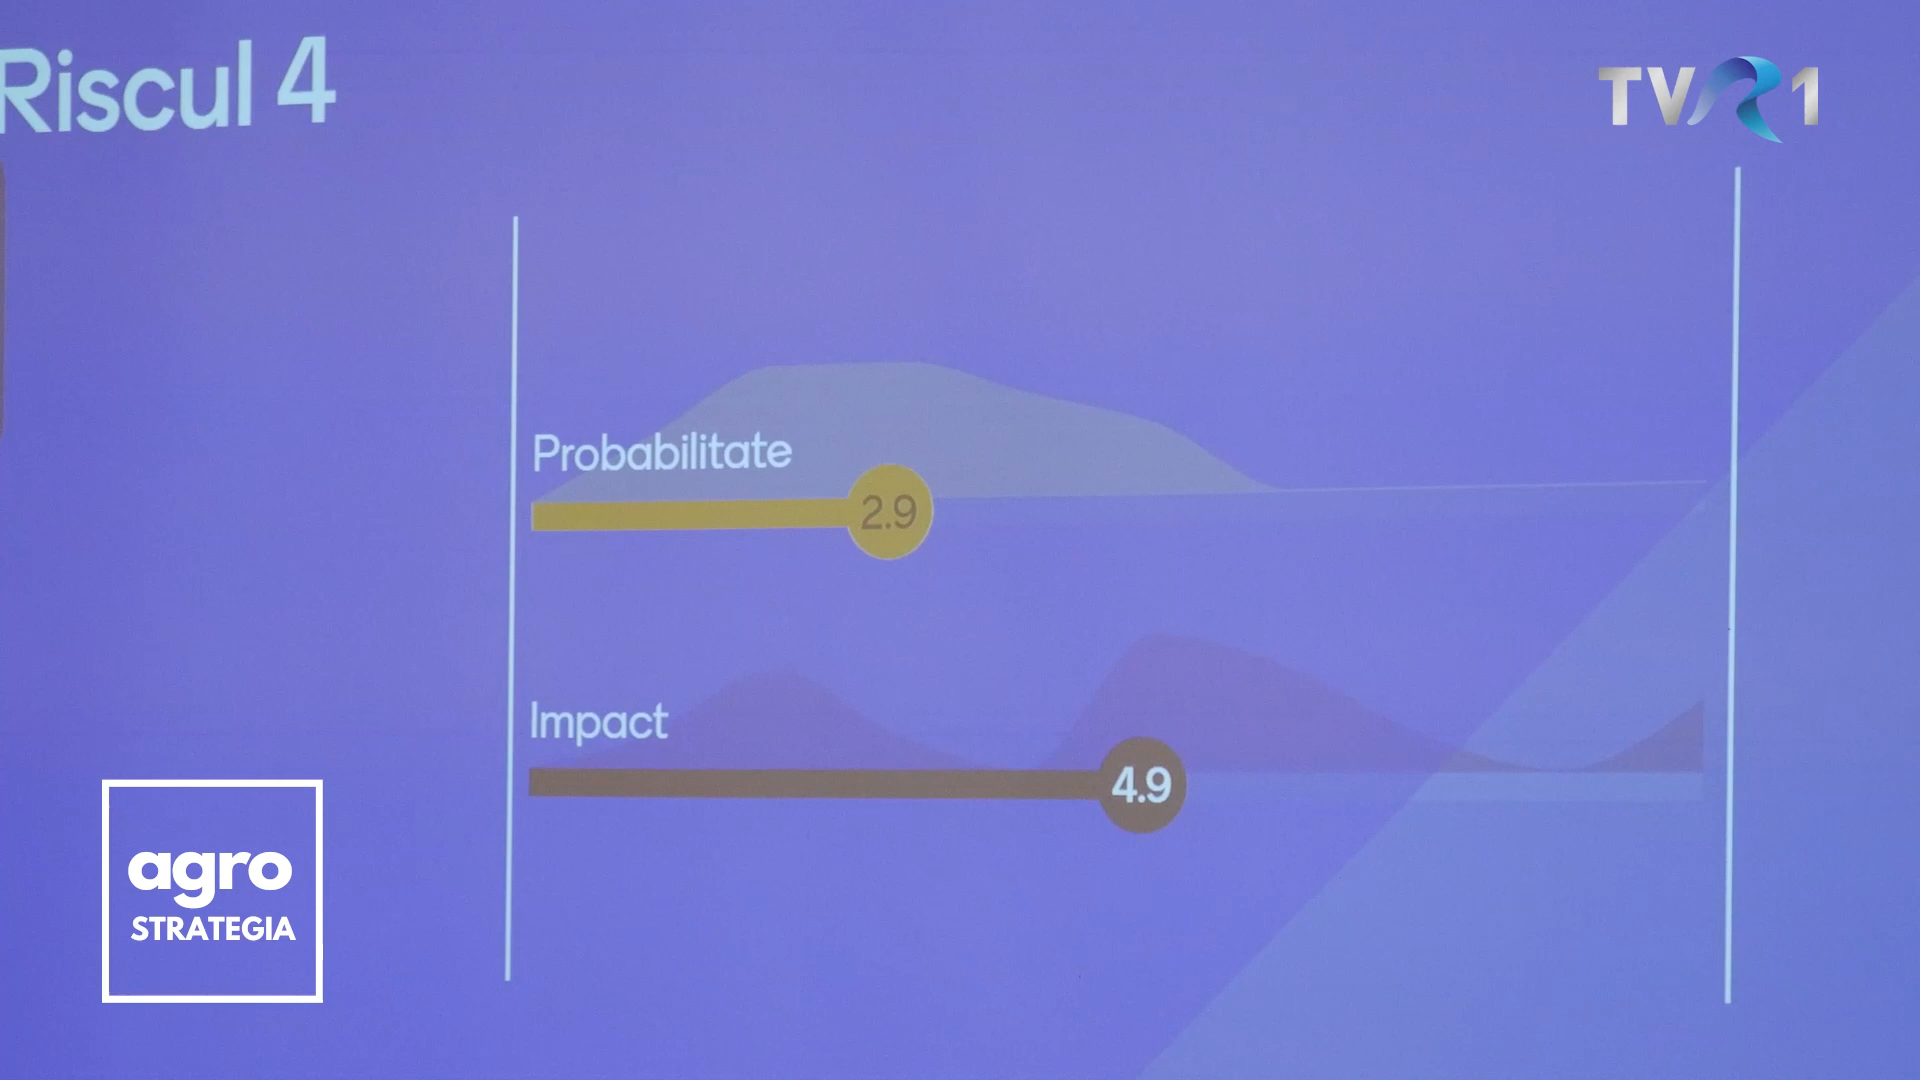 Riscul 4
TVR1
Probabilitate
2.9
Impact
4.9
agro
STRATEGIA